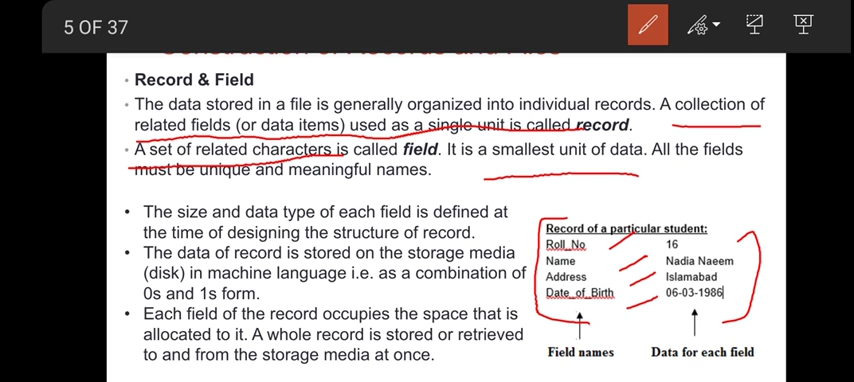 5 OF 37
Construction of Records and Files
• Record & Field
• The data stored in a file is generally organized into individual records. A collection of
related fields (or data items) used as a single unit is called record.
• A set of related characters is called field. It is a smallest unit of data. All the fields
must be unique and meaningful names.
• The size and data type of each field is defined at
the time of designing the structure of record.
• The data of record is stored on the storage media
(disk) in machine language i.e. as a combination of
0s and 1s form.
• Each field of the record occupies the space that is
allocated to it. A whole record is stored or retrieved
to and from the storage media at once.
Record of a particular student:
Roll_No 16
Name Nadia Naeem
Address Islamabad
Date_of_Birth 06-03-1986
Field names Data for each field